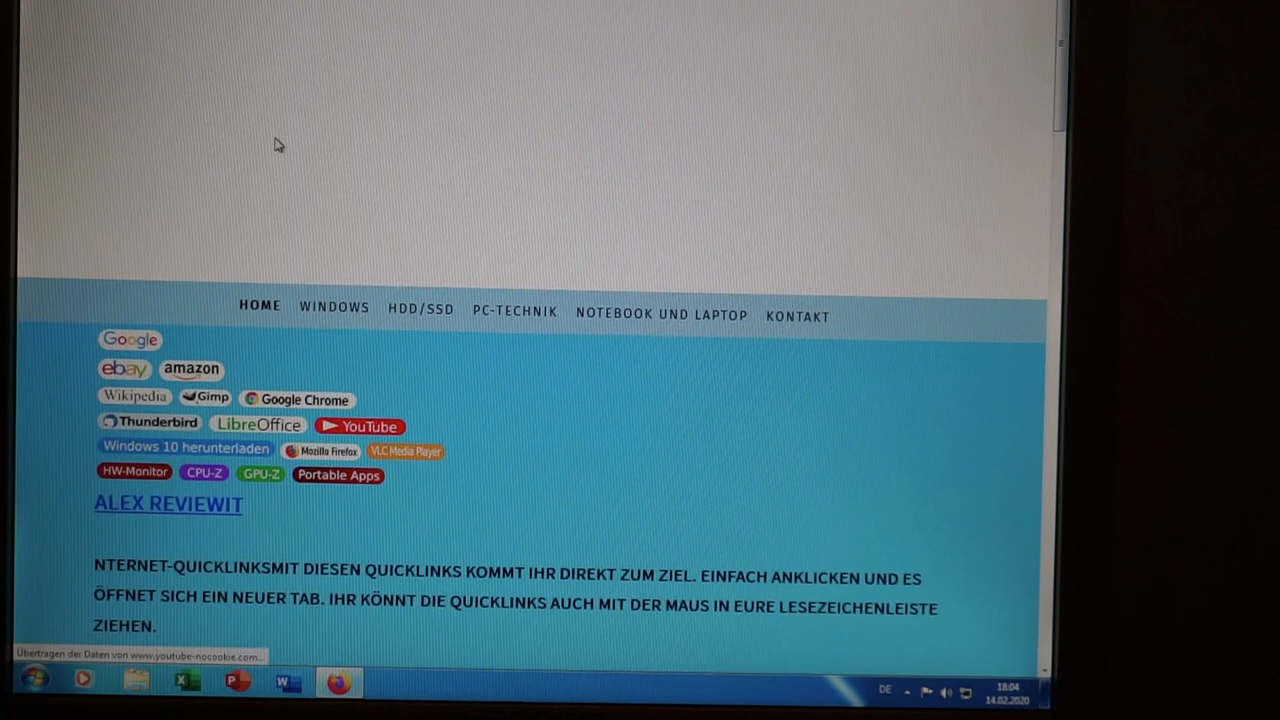 HOME WINDOWS HDD/SSD PC-TECHNIK NOTEBOOK UND LAPTOP KONTAKT
Google
ebay amazon
Wikipedia Gimp Google Chrome
Thunderbird LibreOffice YouTube
Windows 10 herunterladen Mozilla Firefox VLC Media Player
HW-Monitor CPU-Z GPU-Z Portable Apps
ALEX REVIEWIT
NTERNET-QUICKLINKSMIT DIESEN QUICKLINKS KOMMT IHR DIREKT ZUM ZIEL. EINFACH ANKLICKEN UND ES
ÖFFNET SICH EIN NEUER TAB. IHR KÖNNT DIE QUICKLINKS AUCH MIT DER MAUS IN EURE LESEZEICHENLEISTE
ZIEHEN.
Übertragen der Daten von www.youtube-nocookie.com...
DE 18:04
14.02.2020